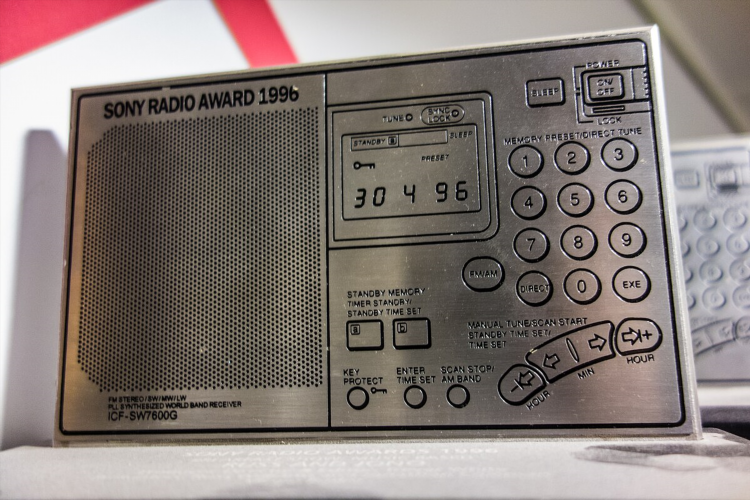 SONY RADIO AWARD 1996
POWER
SLEEP
ON/
OFF
LOCK
TUNE
SYNC
LOCK
STANDBY a
SLEEP
PRESET
30 4 96
MEMORY PRESET/DIRECT TUNE
1 2 3
4 5 6
7 8 9
DIRECT 0 EXE
FM/AM
STANDBY MEMORY
TIMER STANDBY/
STANDBY TIME SET
a b
MANUAL TUNE/SCAN START
STANDBY TIME SET/
TIME SET
- +
HOUR MIN HOUR
KEY
PROTECT
ENTER
TIME SET
SCAN STOP/
AM BAND
FM STEREO/SW/MW/LW
PLL SYNTHESIZED WORLD BAND RECEIVER
ICF-SW7600G